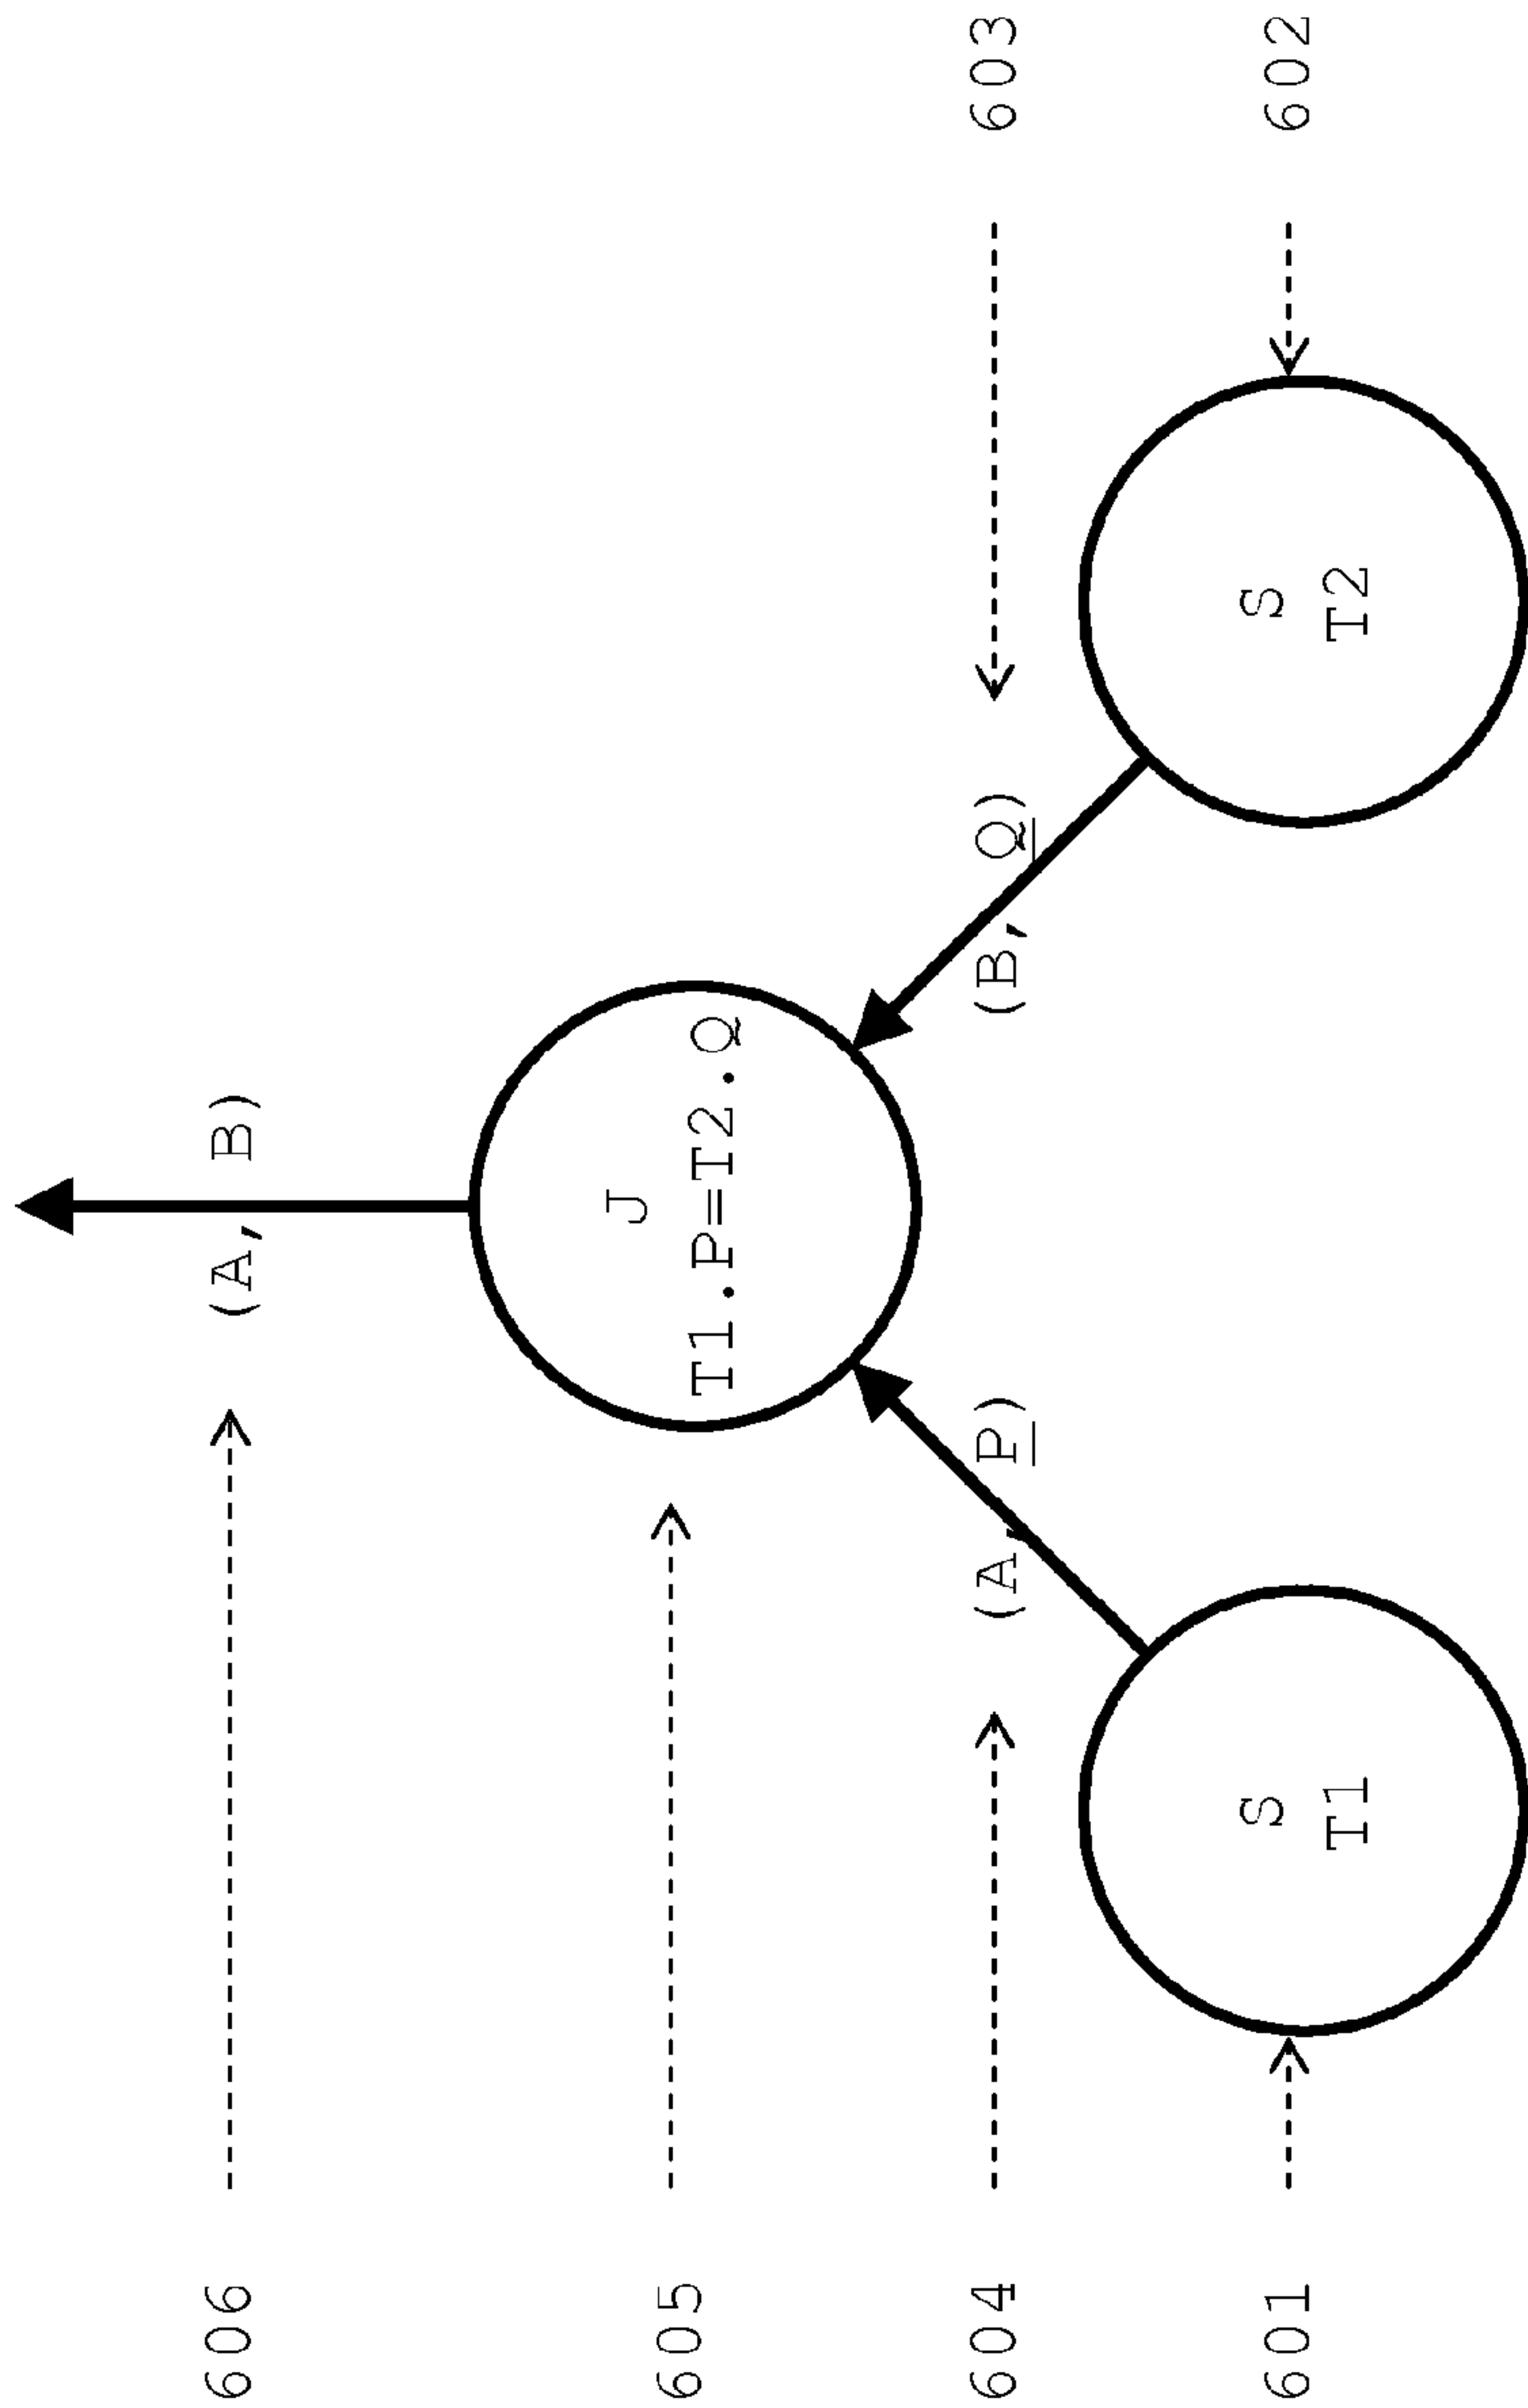 606 (A, B)
J
605 T1.P=T2.Q
604 (A, P) (B, Q) 603
S S
601 602
T1 T2